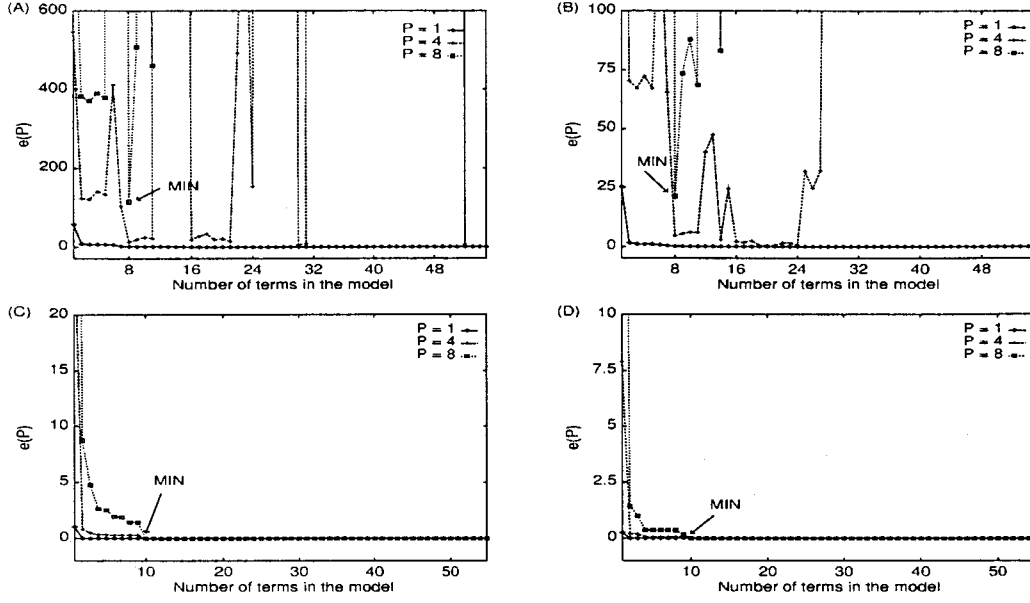 (A)
600
400
200
0
e(P)
P = 1
P = 4
P = 8
MIN
8 16 24 32 40 48
Number of terms in the model
(B)
100
75
50
25
0
e(P)
P = 1
P = 4
P = 8
MIN
8 16 24 32 40 48
Number of terms in the model
(C)
20
15
10
5
0
e(P)
P = 1
P = 4
P = 8
MIN
10 20 30 40 50
Number of terms in the model
(D)
10
7.5
5
2.5
0
e(P)
P = 1
P = 4
P = 8
MIN
10 20 30 40 50
Number of terms in the model